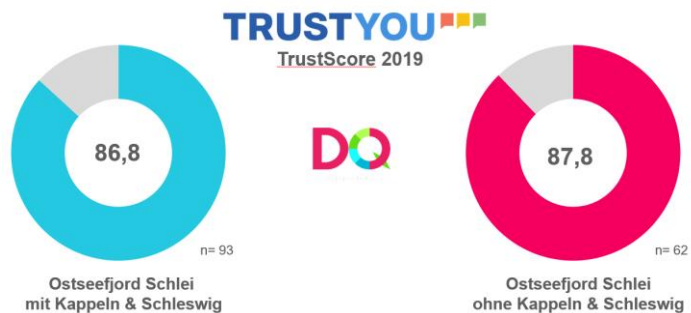 TRUSTYOU
TrustScore 2019
86,8
n= 93
Ostseefjord Schlei
mit Kappeln & Schleswig
DQ
87,8
n= 62
Ostseefjord Schlei
ohne Kappeln & Schleswig